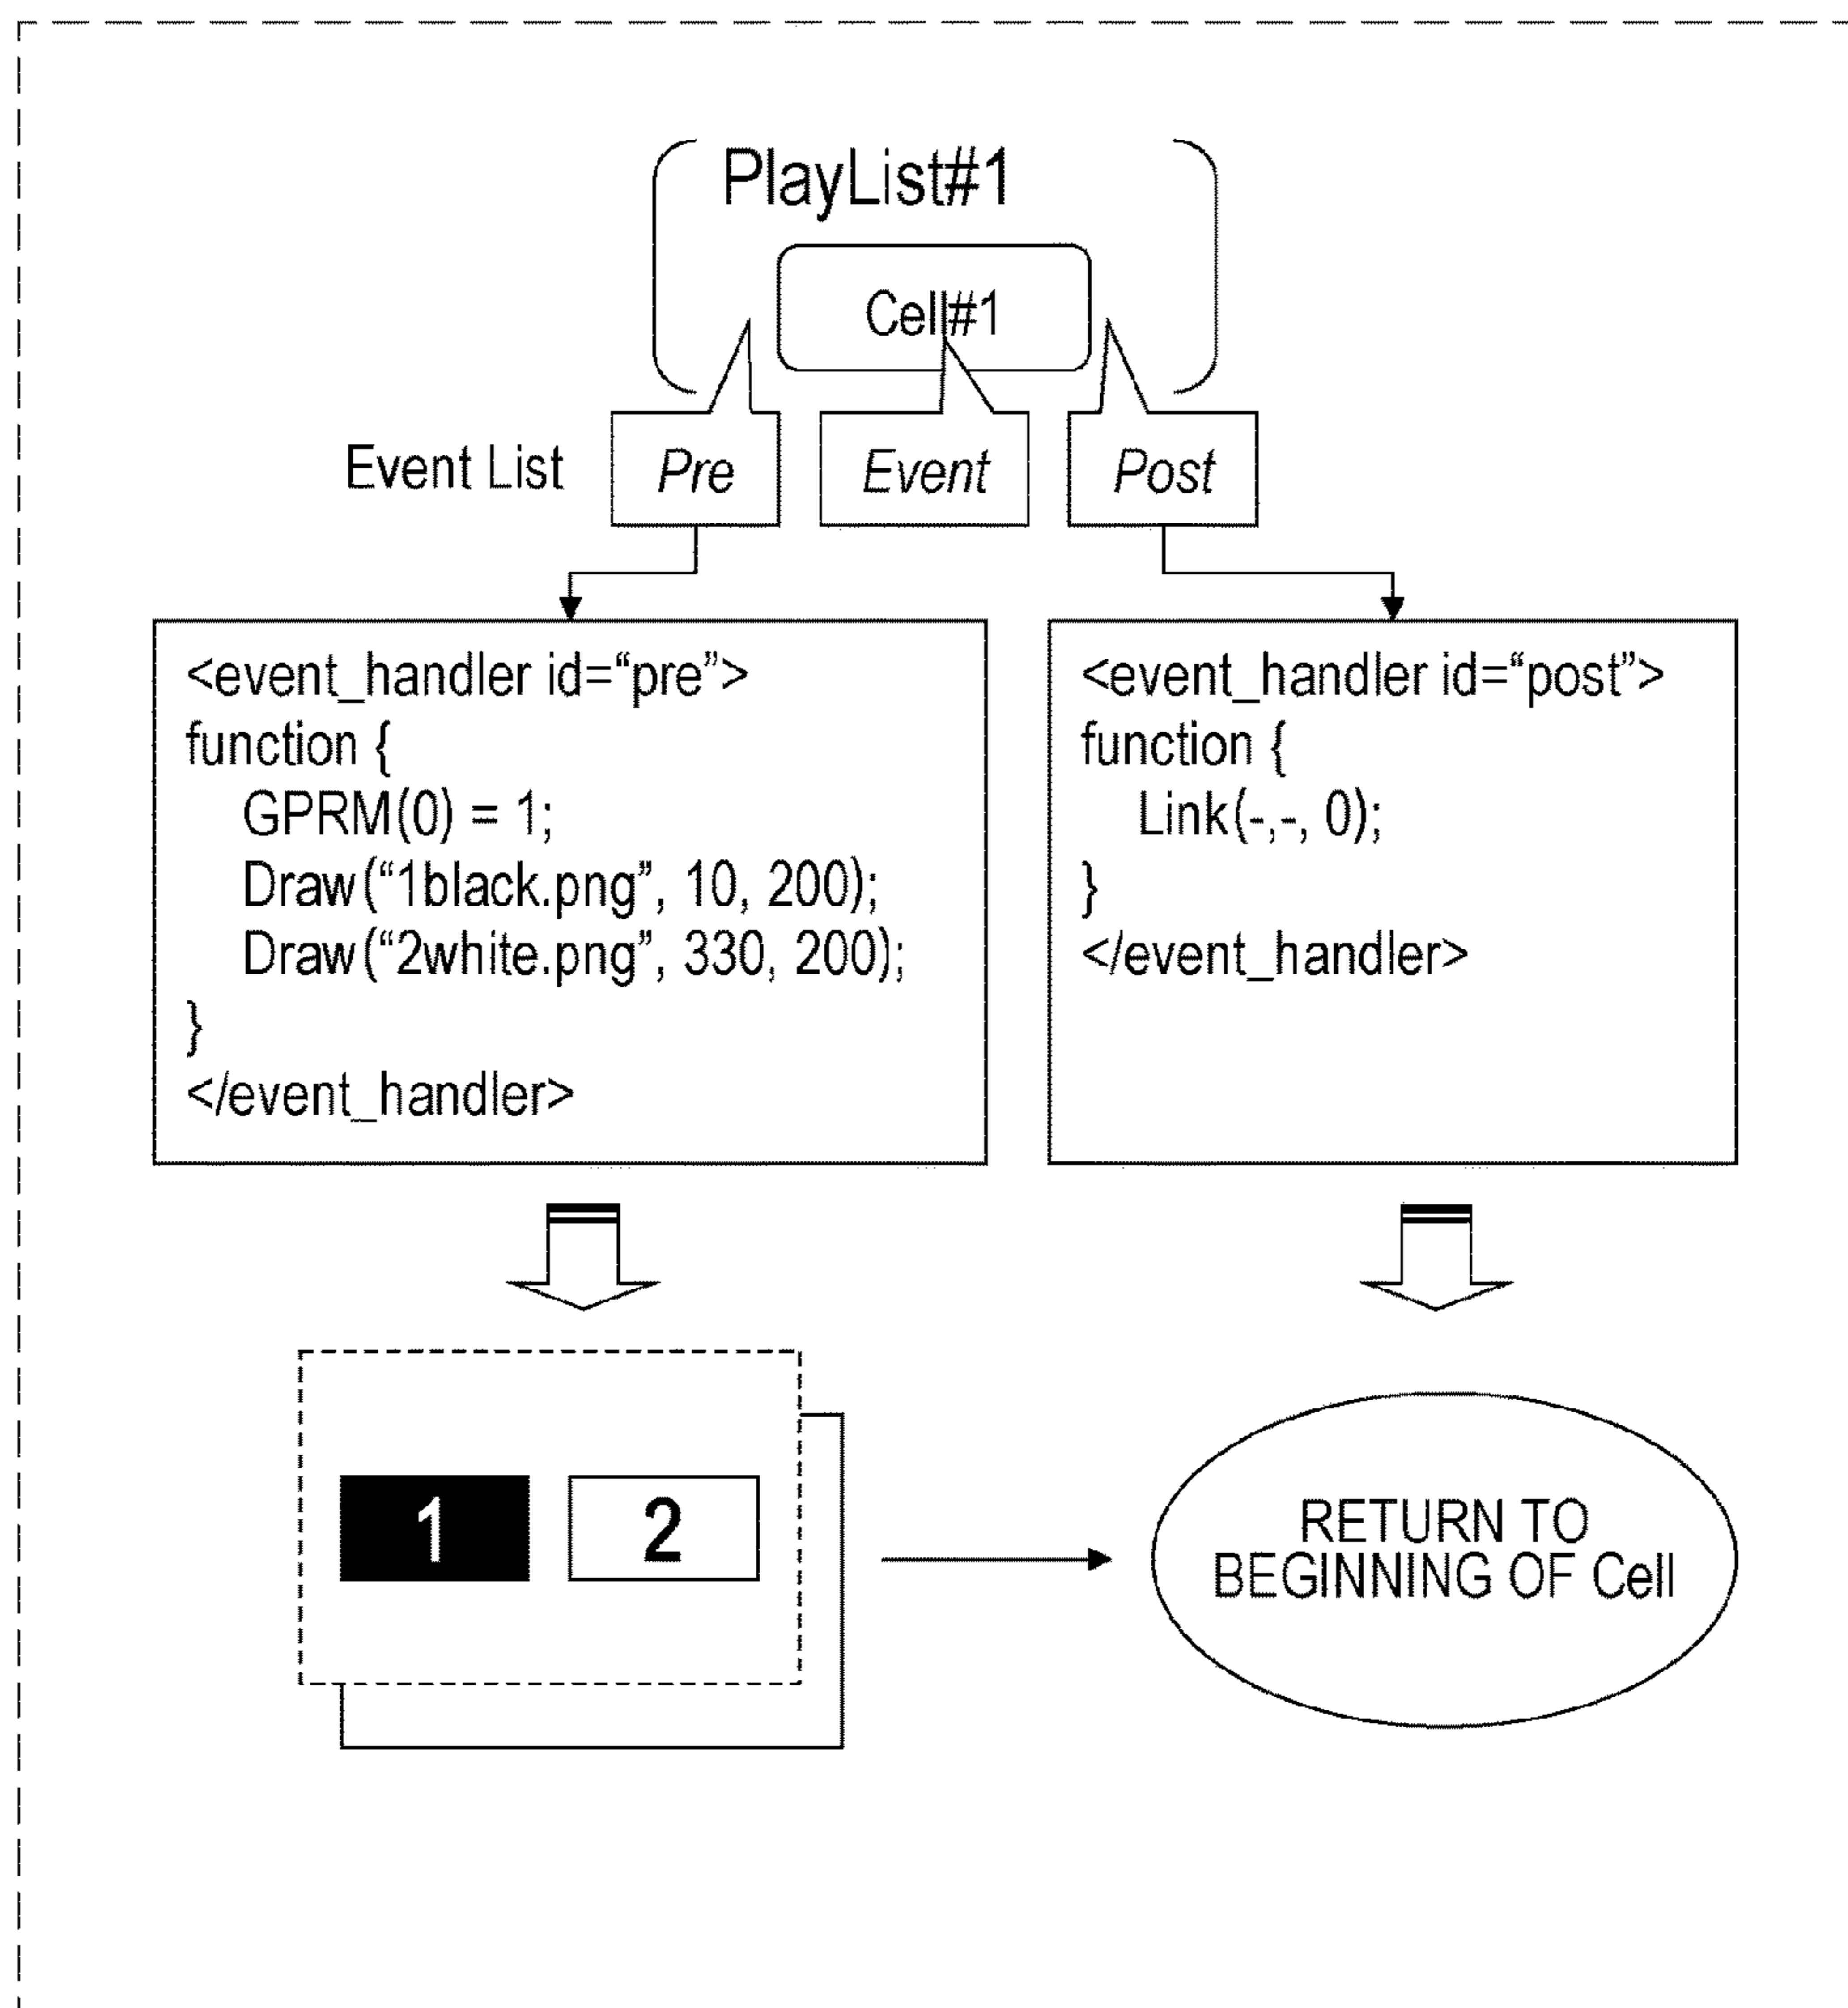 PlayList#1
Cell#1
Event List
Pre
Event
Post
<event_handler id=“pre”>
function {
GPRM(0) = 1;
Draw(“1black.png”, 10, 200);
Draw(“2white.png”, 330, 200);
}
</event_handler>
<event_handler id=“post”>
function {
Link(-,-, 0);
}
</event_handler>
1
2
RETURN TO
BEGINNING OF Cell